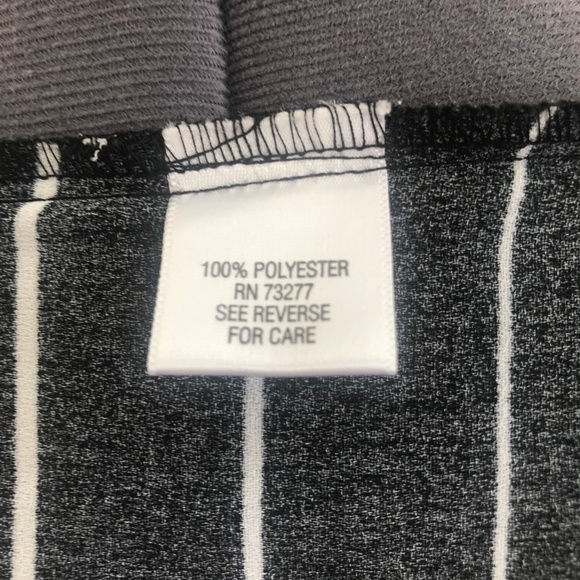 100% POLYESTER
RN 73277
SEE REVERSE
FOR CARE